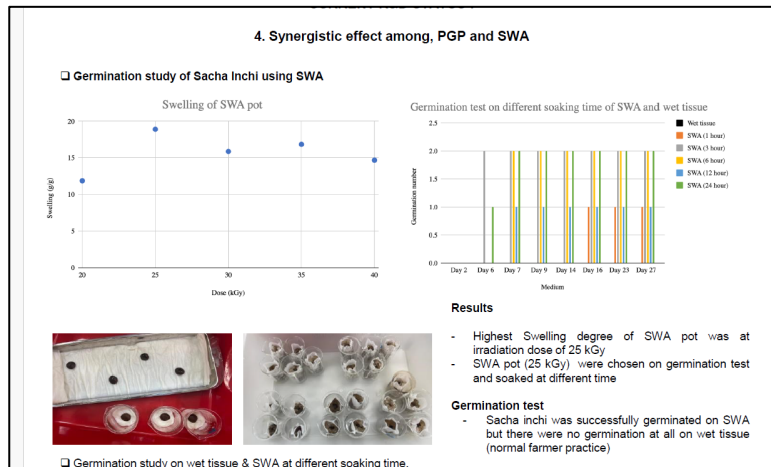 4. Synergistic effect among, PGP and SWA
❑ Germination study of Sacha Inchi using SWA
Swelling of SWA pot
20
15
10
5
0
Swelling (g/g)
20 25 30 35 40
Dose (kGy)
Germination test on different soaking time of SWA and wet tissue
2.5
2.0
1.5
1.0
0.5
0.0
Germination number
Day 2 Day 6 Day 7 Day 9 Day 14 Day 16 Day 23 Day 27
Medium
Wet tissue
SWA (1 hour)
SWA (3 hour)
SWA (6 hour)
SWA (12 hour)
SWA (24 hour)
Results
- Highest Swelling degree of SWA pot was at
irradiation dose of 25 kGy
- SWA pot (25 kGy) were chosen on germination test
and soaked at different time
Germination test
- Sacha inchi was successfully germinated on SWA
but there were no germination at all on wet tissue
(normal farmer practice)
❑ Germination study on wet tissue & SWA at different soaking time.